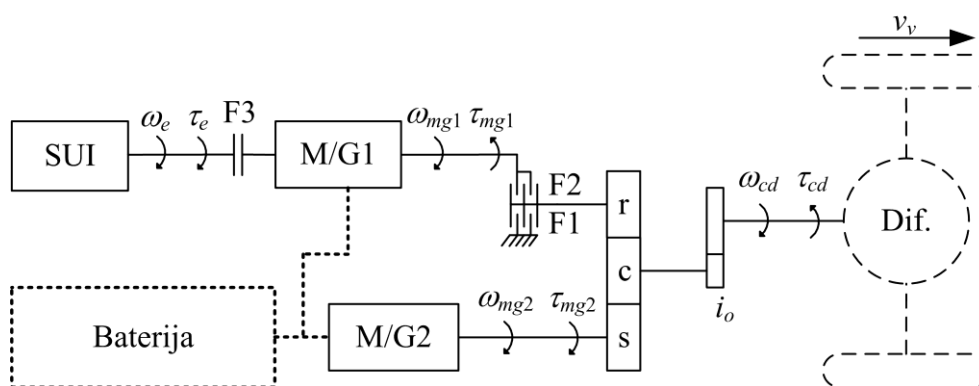 v_v
SUI
ω_e
τ_e
F3
M/G1
ω_mg1
τ_mg1
F2
F1
r
c
s
i_o
ω_cd
τ_cd
Dif.
Baterija
M/G2
ω_mg2
τ_mg2